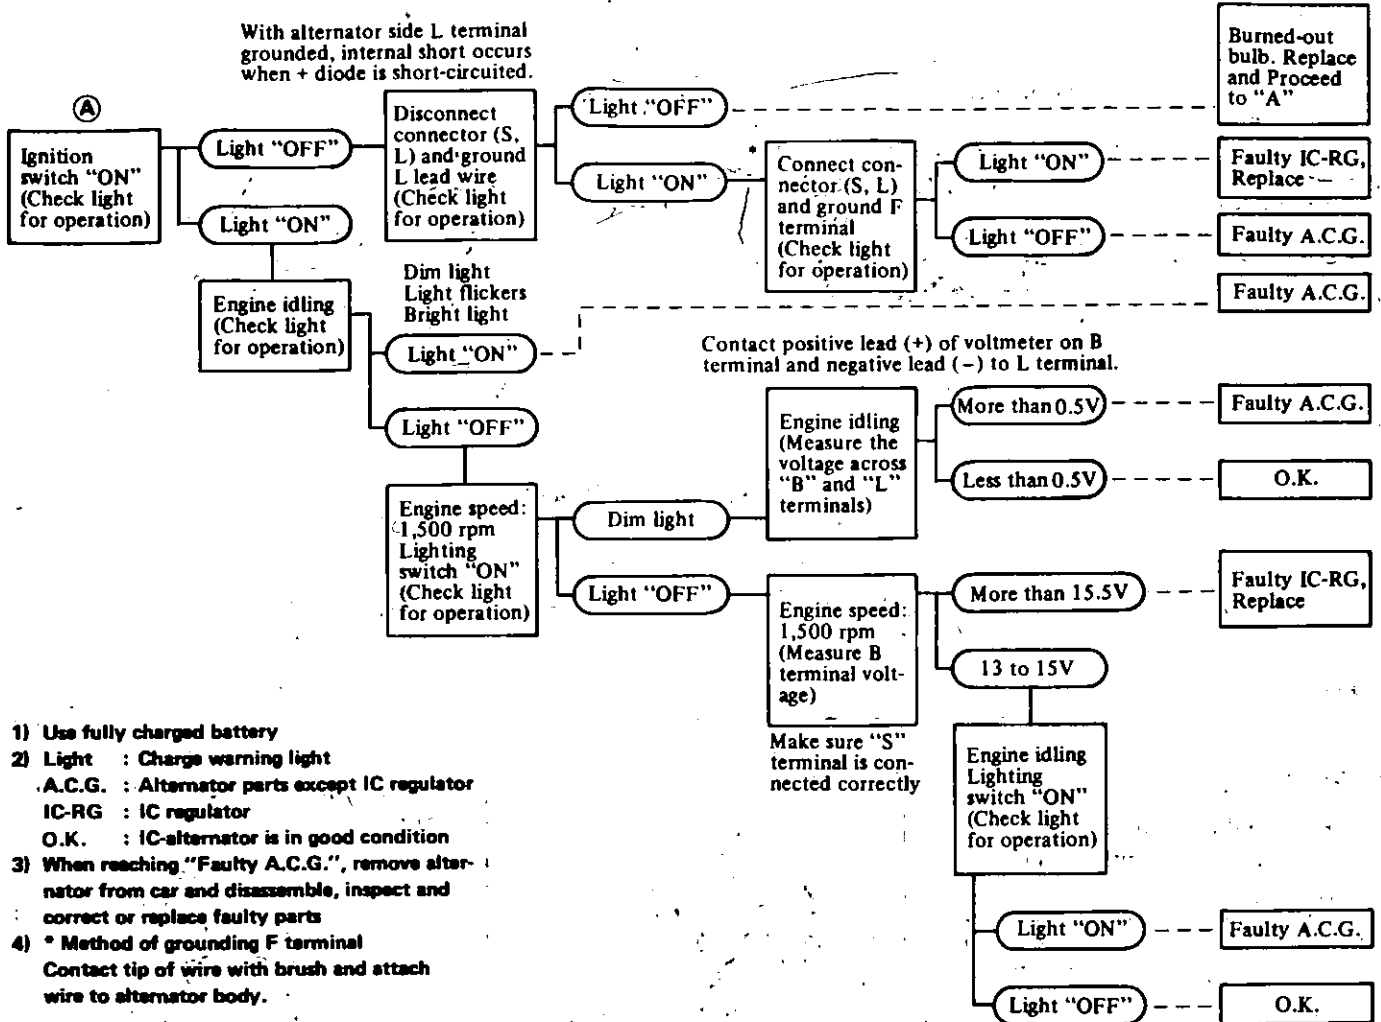 With alternator side L terminal
grounded, internal short occurs
when + diode is short-circuited.
Burned-out
bulb. Replace
and Proceed
to “A”
A
Ignition
switch “ON”
(Check light
for operation)
Light “OFF”
Light “ON”
Disconnect
connector (S,
L) and ground
L lead wire
(Check light
for operation)
Light “OFF”
Light “ON”
*
Connect con-
nector (S, L)
and ground F
terminal
(Check light
for operation)
Light “ON”
Faulty IC-RG,
Replace
Light “OFF”
Faulty A.C.G.
Engine idling
(Check light
for operation)
Dim light
Light flickers
Bright light
Light “ON”
Faulty A.C.G.
Light “OFF”
Contact positive lead (+) of voltmeter on B
terminal and negative lead (−) to L terminal.
Engine speed:
1,500 rpm
Lighting
switch “ON”
(Check light
for operation)
Dim light
Engine idling
(Measure the
voltage across
“B” and “L”
terminals)
More than 0.5V
Faulty A.C.G.
Less than 0.5V
O.K.
Light “OFF”
Engine speed:
1,500 rpm
(Measure B
terminal volt-
age)
Make sure “S”
terminal is con-
nected correctly
More than 15.5V
Faulty IC-RG,
Replace
13 to 15V
Engine idling
Lighting
switch “ON”
(Check light
for operation)
Light “ON”
Faulty A.C.G.
Light “OFF”
O.K.
1) Use fully charged battery
2) Light : Charge warning light
A.C.G. : Alternator parts except IC regulator
IC-RG : IC regulator
O.K. : IC-alternator is in good condition
3) When reaching “Faulty A.C.G.”, remove alter-
nator from car and disassemble, inspect and
correct or replace faulty parts
4) * Method of grounding F terminal
Contact tip of wire with brush and attach
wire to alternator body.